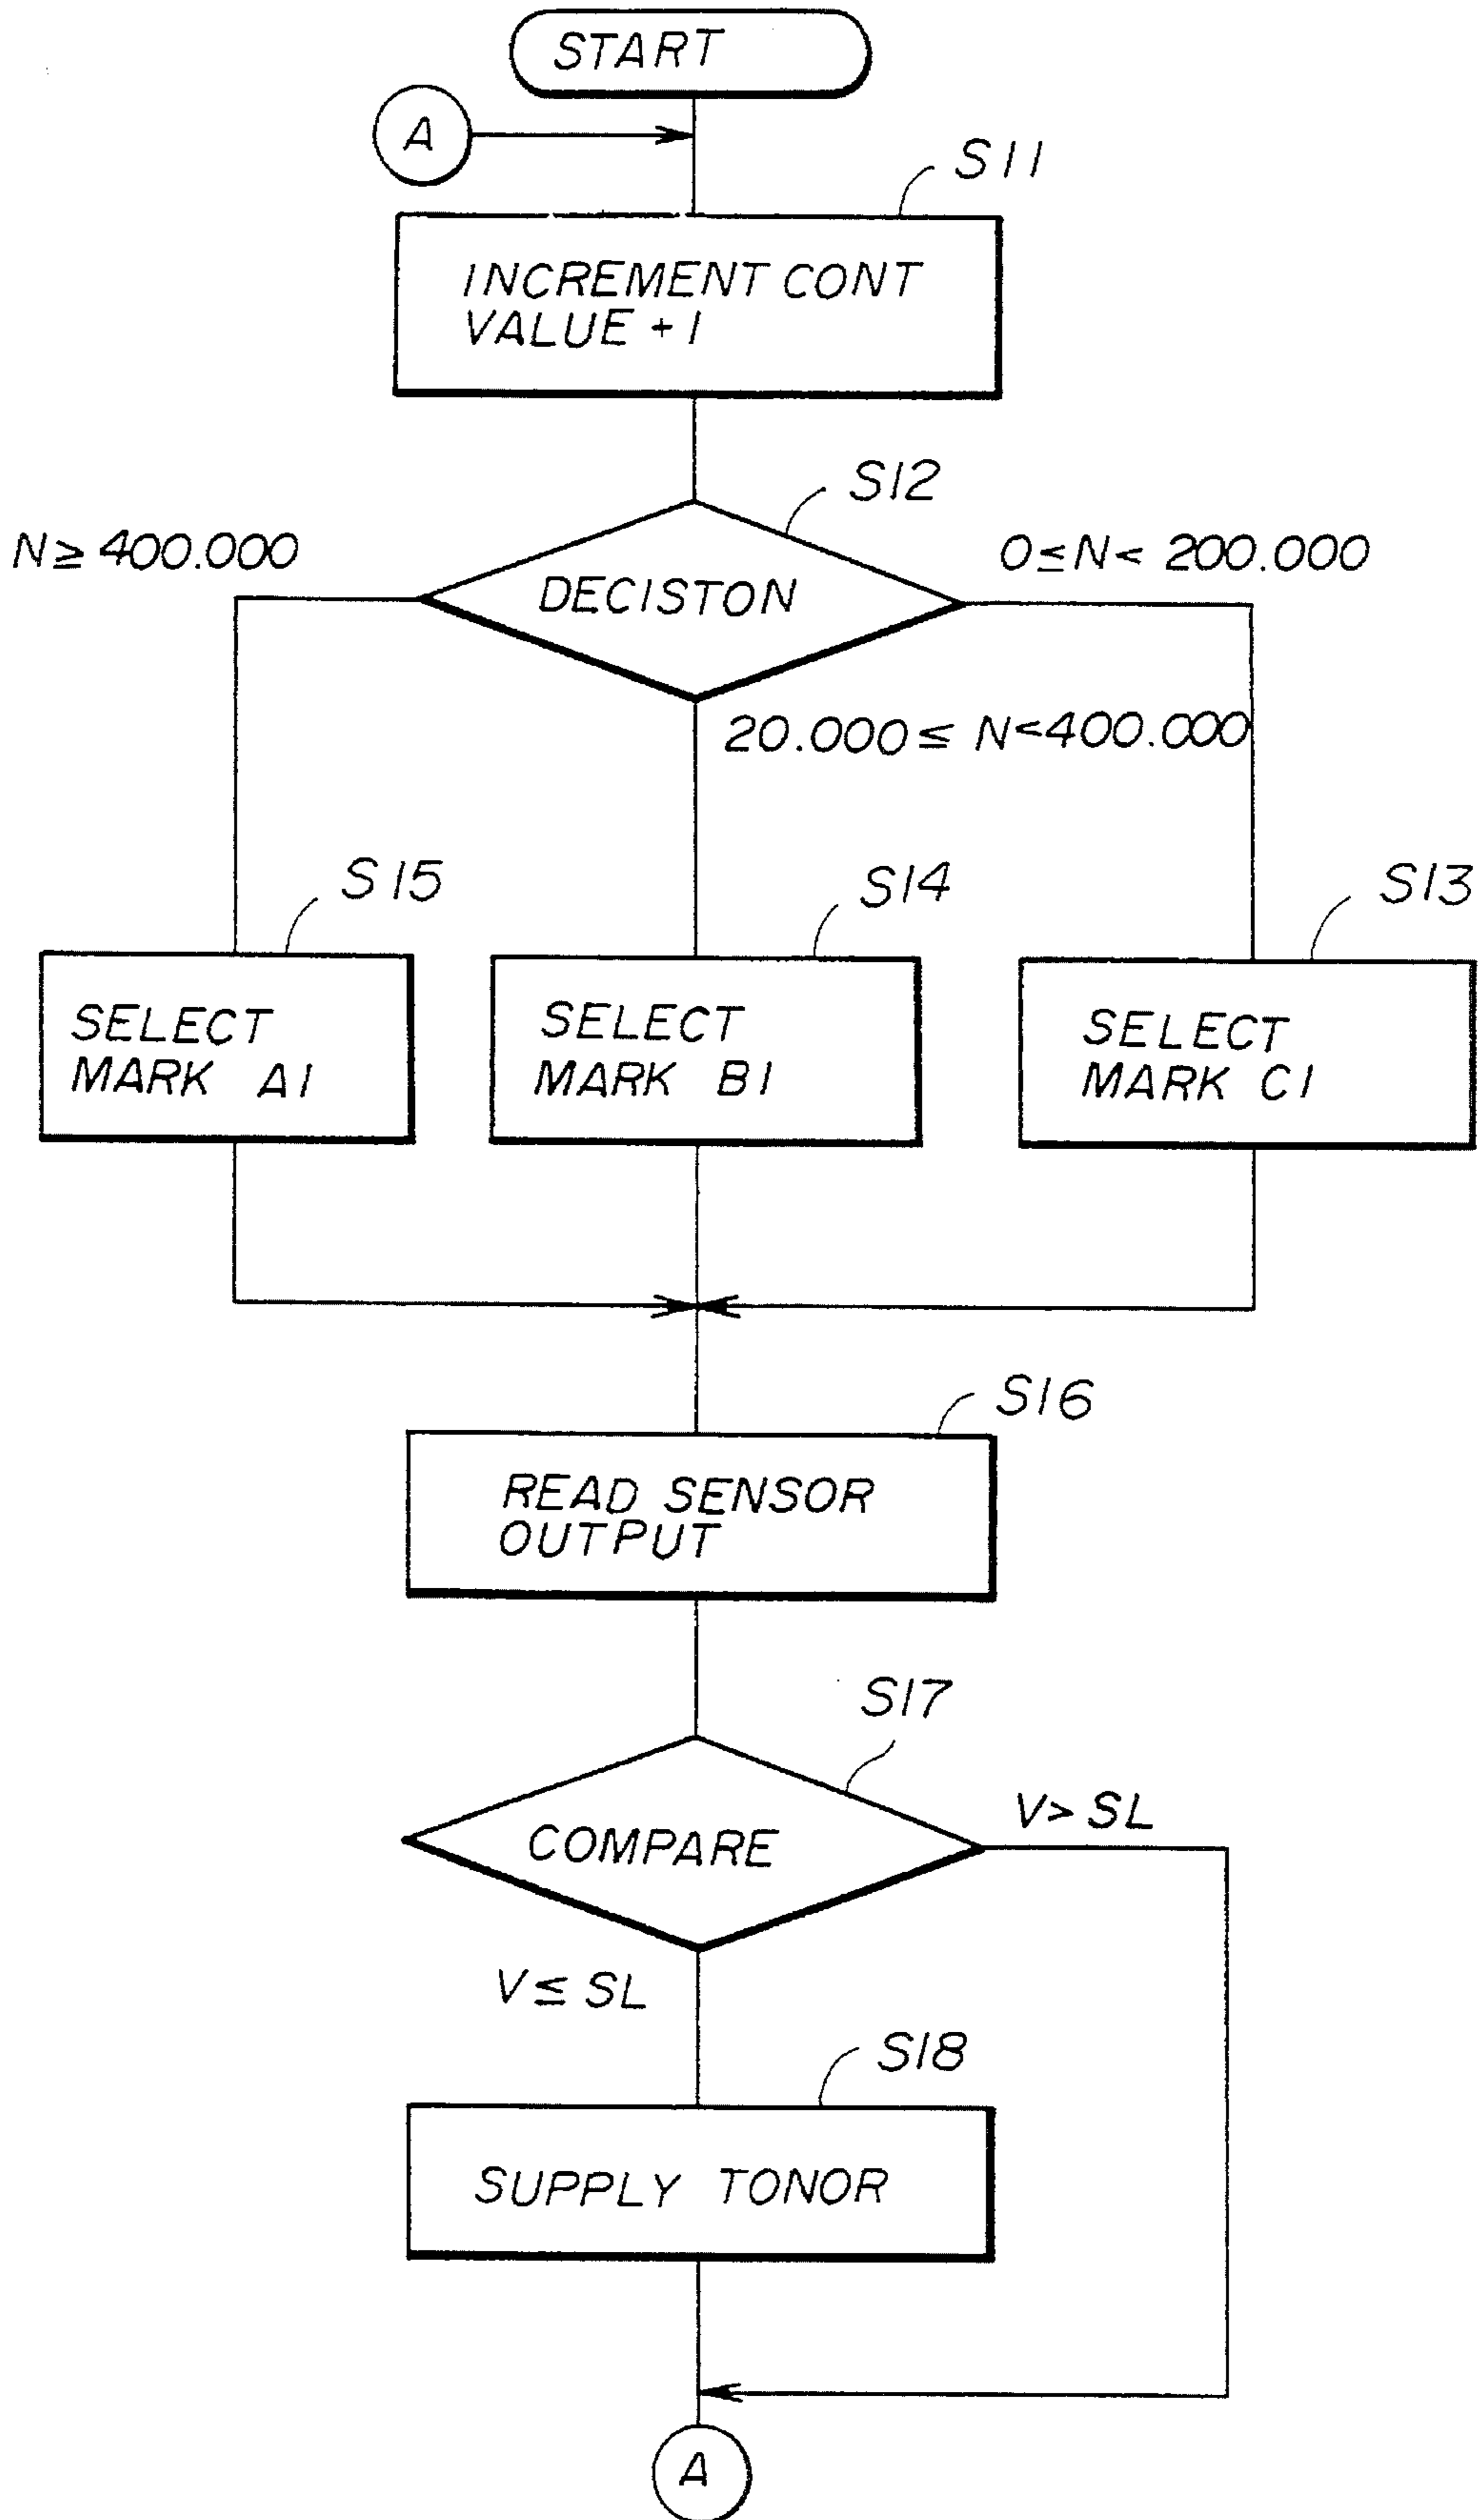 START
A
S11
INCREMENT CONT
VALUE + 1
S12
N ≥ 400.000
0 ≤ N < 200.000
DECISTON
20.000 ≤ N < 400.000
S15
S14
S13
SELECT
MARK A1
SELECT
MARK B1
SELECT
MARK C1
S16
READ SENSOR
OUTPUT
S17
V > SL
COMPARE
V ≤ SL
S18
SUPPLY TONOR
A